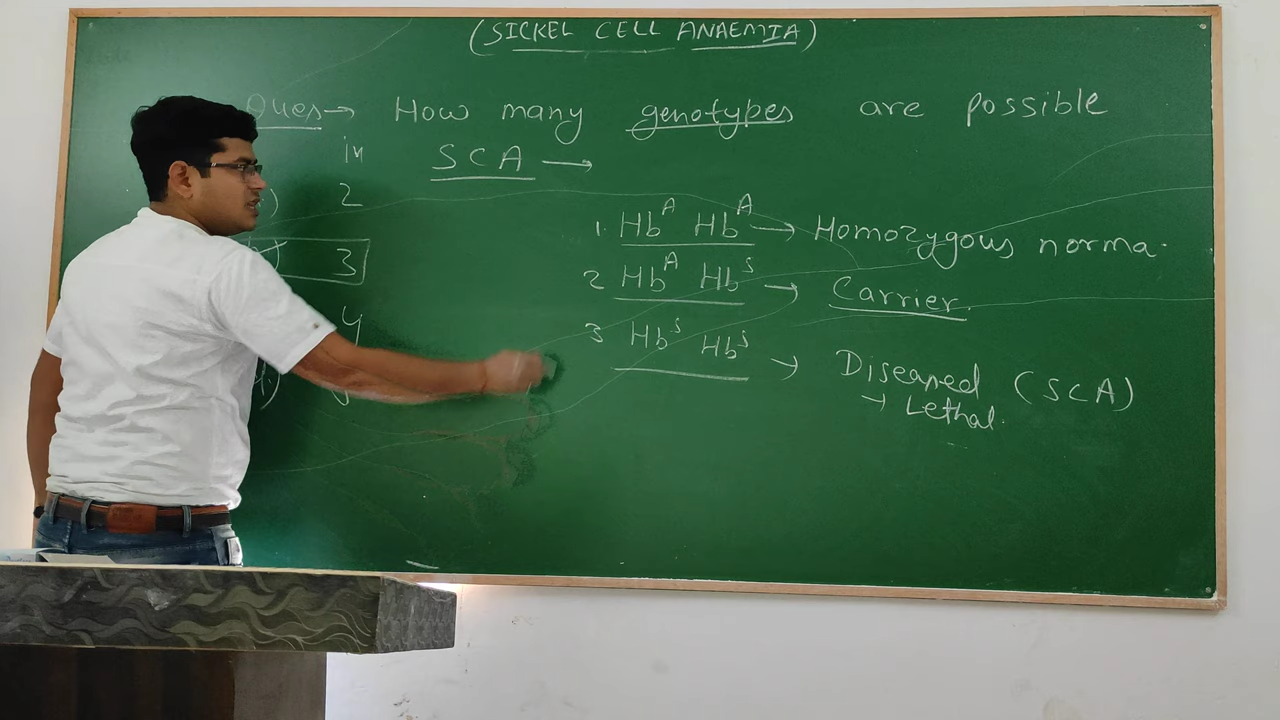 (SICKEL CELL ANAEMIA)
Ques→ How many genotypes are possible
in SCA →
2
3
4
1. Hb^A Hb^A → Homozygous norma
2 Hb^A Hb^S → Carrier.
3 Hb^S Hb^S → Diseased (SCA)
→ Lethal.